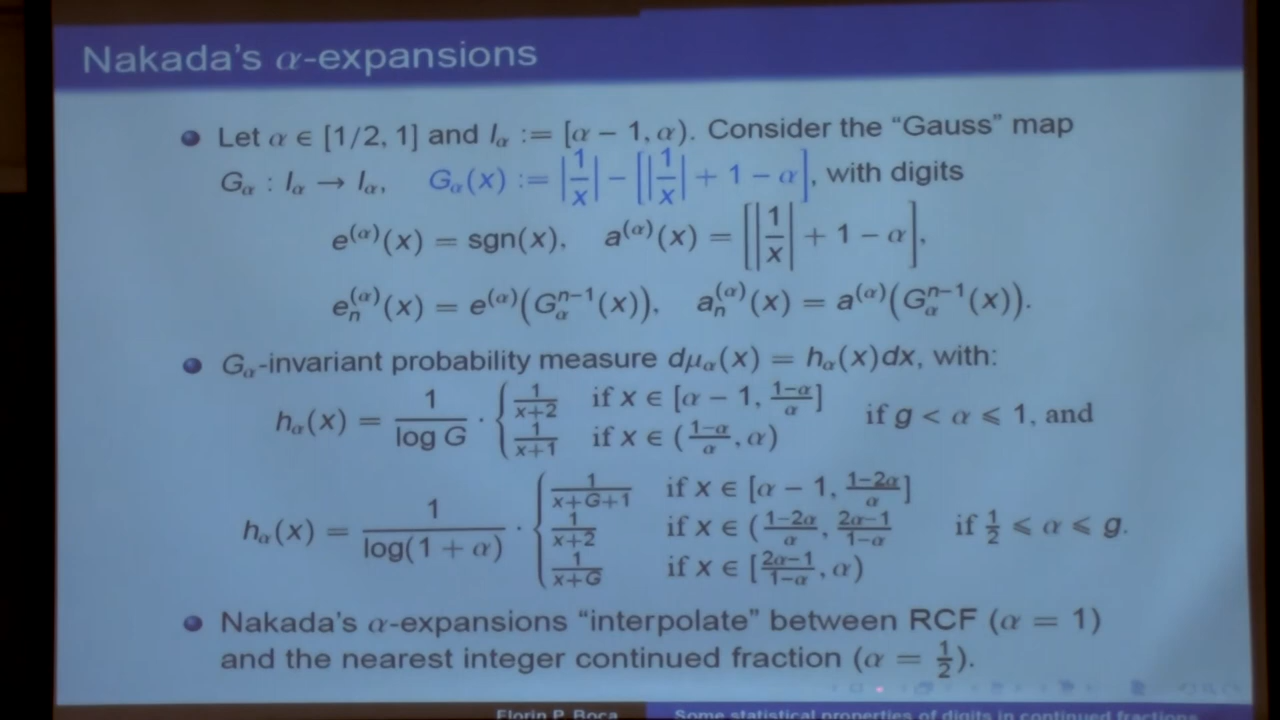 Nakada's α-expansions
Let α ∈ [1/2, 1] and I_α := [α − 1, α). Consider the "Gauss" map
G_α : I_α → I_α, G_α(x) := |1/x| − [|1/x| + 1 − α], with digits
e^(α)(x) = sgn(x), a^(α)(x) = [|1/x| + 1 − α],
e_n^(α)(x) = e^(α)(G_α^{n−1}(x)), a_n^(α)(x) = a^(α)(G_α^{n−1}(x)).
G_α-invariant probability measure dμ_α(x) = h_α(x)dx, with:
h_α(x) = 1/log G · { 1/(x+2) if x ∈ [α − 1, (1−α)/α]
1/(x+1) if x ∈ ((1−α)/α, α) if g < α ⩽ 1, and
h_α(x) = 1/log(1 + α) · { 1/(x+G+1) if x ∈ [α − 1, (1−2α)/α]
1/(x+2) if x ∈ ((1−2α)/α, (2α−1)/(1−α) if 1/2 ⩽ α ⩽ g.
1/(x+G) if x ∈ [(2α−1)/(1−α), α)
Nakada's α-expansions "interpolate" between RCF (α = 1)
and the nearest integer continued fraction (α = 1/2).
Florin P. Boca Some statistical properties of digits in continued fractions